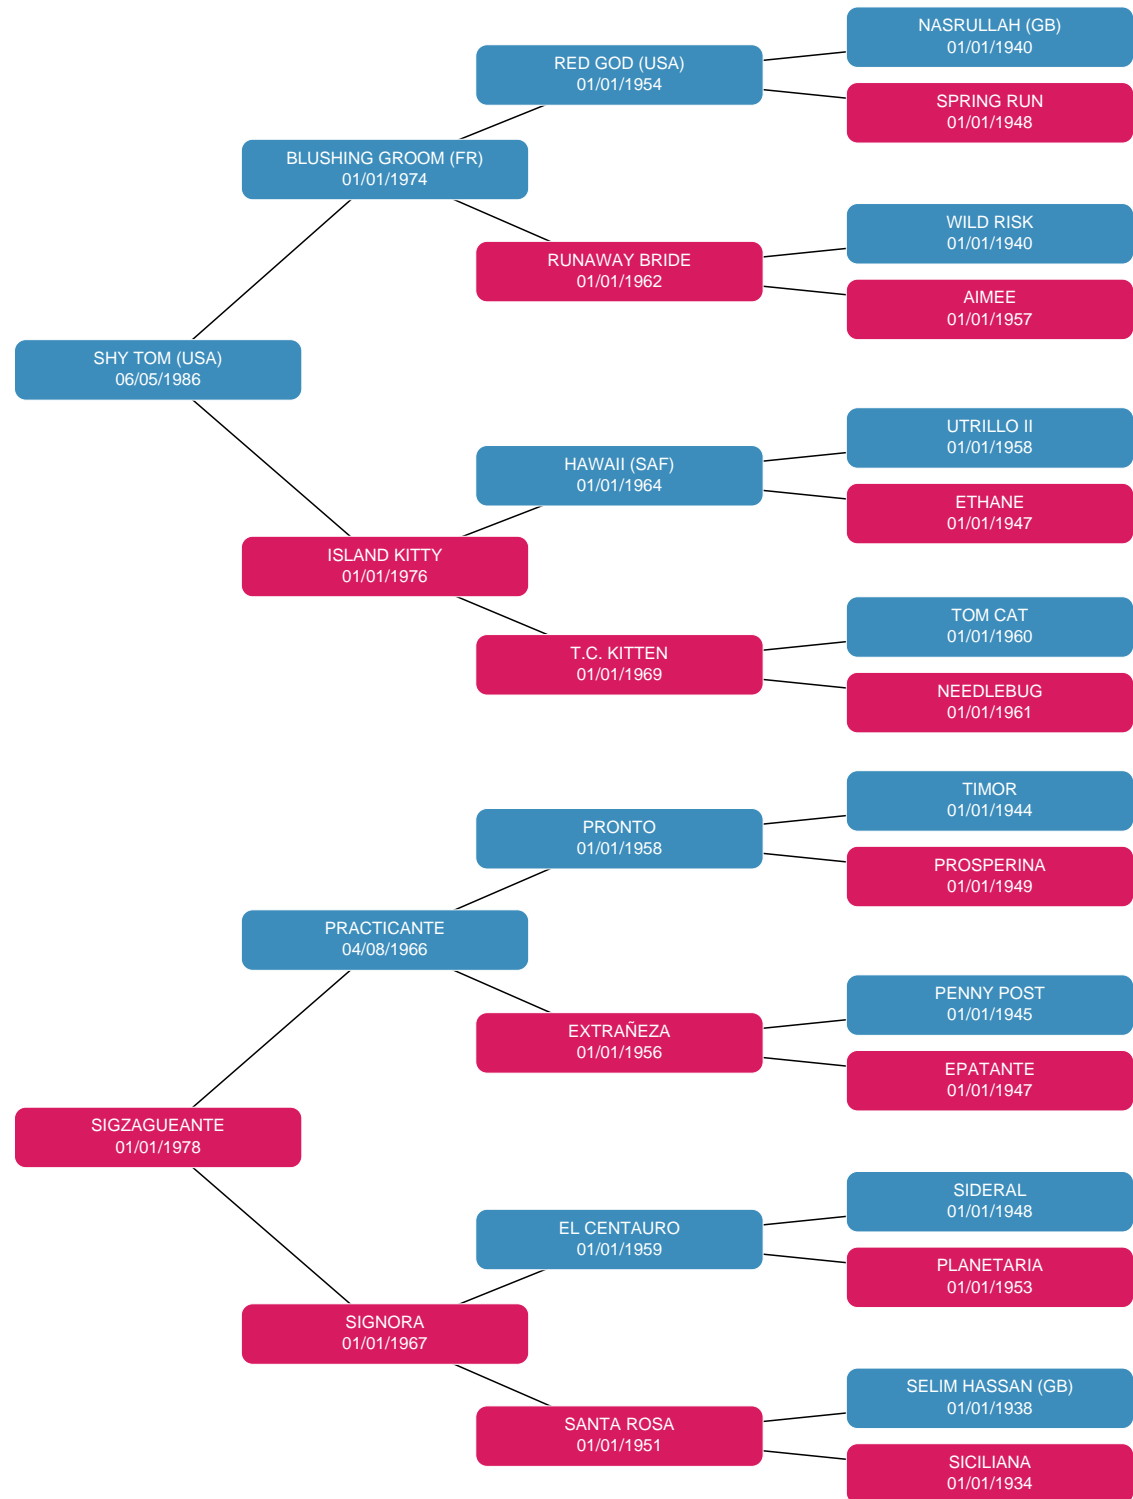 NASRULLAH (GB)
01/01/1940
RED GOD (USA)
01/01/1954
SPRING RUN
01/01/1948
BLUSHING GROOM (FR)
01/01/1974
WILD RISK
01/01/1940
RUNAWAY BRIDE
01/01/1962
AIMEE
01/01/1957
SHY TOM (USA)
06/05/1986
UTRILLO II
01/01/1958
HAWAII (SAF)
01/01/1964
ETHANE
01/01/1947
ISLAND KITTY
01/01/1976
TOM CAT
01/01/1960
T.C. KITTEN
01/01/1969
NEEDLEBUG
01/01/1961
TIMOR
01/01/1944
PRONTO
01/01/1958
PROSPERINA
01/01/1949
PRACTICANTE
04/08/1966
PENNY POST
01/01/1945
EXTRAÑEZA
01/01/1956
EPATANTE
01/01/1947
SIGZAGUEANTE
01/01/1978
SIDERAL
01/01/1948
EL CENTAURO
01/01/1959
PLANETARIA
01/01/1953
SIGNORA
01/01/1967
SELIM HASSAN (GB)
01/01/1938
SANTA ROSA
01/01/1951
SICILIANA
01/01/1934